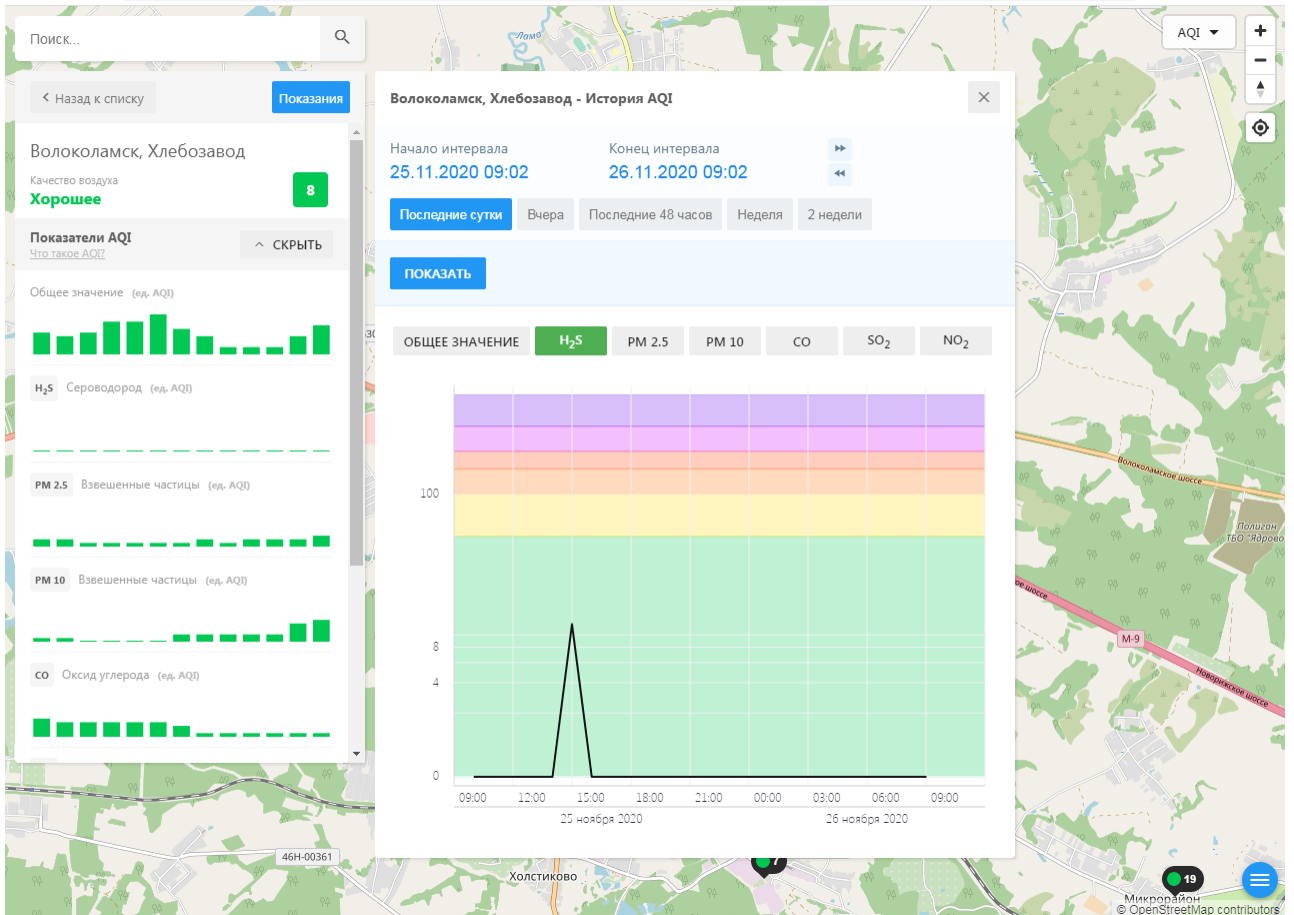 Поиск...
Назад к списку
Показания
Волоколамск, Хлебозавод
Качество воздуха
Хорошее
8
Показатели AQI
Что такое AQI?
СКРЫТЬ
Общее значение (ед. AQI)
H₂S Сероводород (ед. AQI)
PM 2.5 Взвешенные частицы (ед. AQI)
PM 10 Взвешенные частицы (ед. AQI)
CO Оксид углерода (ед. AQI)
Волоколамск, Хлебозавод - История AQI
Начало интервала
Конец интервала
25.11.2020 09:02
26.11.2020 09:02
Последние сутки
Вчера
Последние 48 часов
Неделя
2 недели
ПОКАЗАТЬ
ОБЩЕЕ ЗНАЧЕНИЕ
H₂S
PM 2.5
PM 10
CO
SO₂
NO₂
100
8
4
0
09:00 12:00 15:00 18:00 21:00 00:00 03:00 06:00 09:00
25 ноября 2020 26 ноября 2020
AQI
Ломо
Волоколамское шоссе
Полигон
ТБО "Ядрово
М-9
Новорижское шоссе
46Н-00361
Холстиково
7
19
Микрорайон
© OpenStreetMap contributors